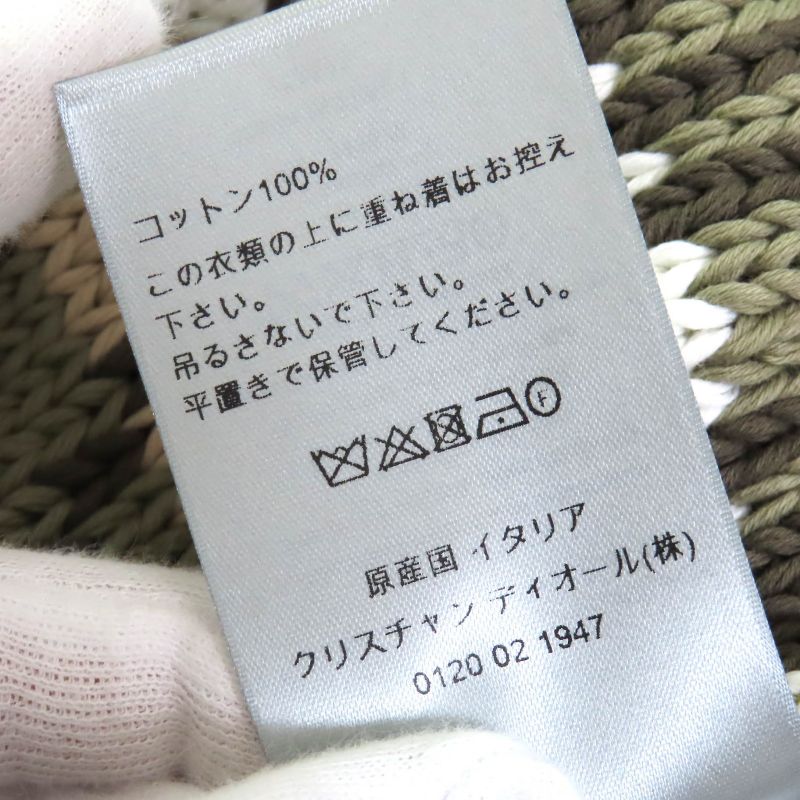 コットン100%
この衣類の上に重ね着はお控え
下さい。
吊るさないで下さい。
平置きで保管してください。
F
原産国 イタリア
クリスチャン ディオール(株)
0120 02 1947